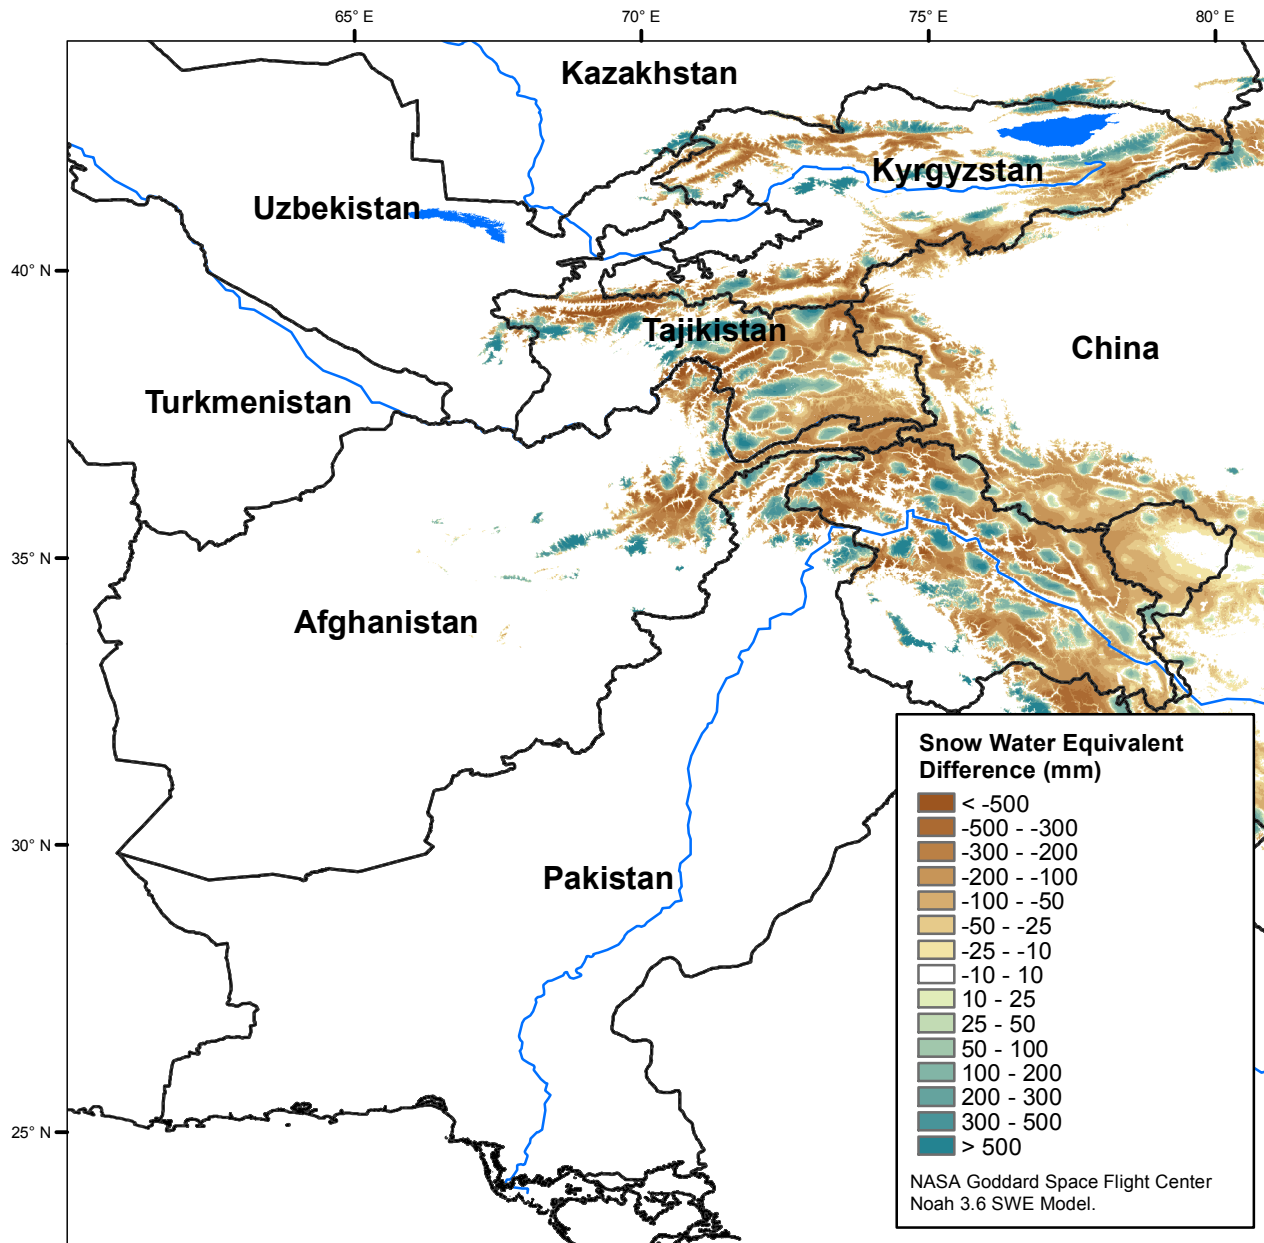 65° E
70° E
75° E
80° E
Kazakhstan
Kyrgyzstan
Uzbekistan
40° N
Tajikistan
China
Turkmenistan
35° N
Afghanistan
Snow Water Equivalent
Difference (mm)
< -500
-500 - -300
-300 - -200
-200 - -100
-100 - -50
-50 - -25
-25 - -10
-10 - 10
10 - 25
25 - 50
50 - 100
100 - 200
200 - 300
300 - 500
> 500
30° N
Pakistan
25° N
NASA Goddard Space Flight Center
Noah 3.6 SWE Model.